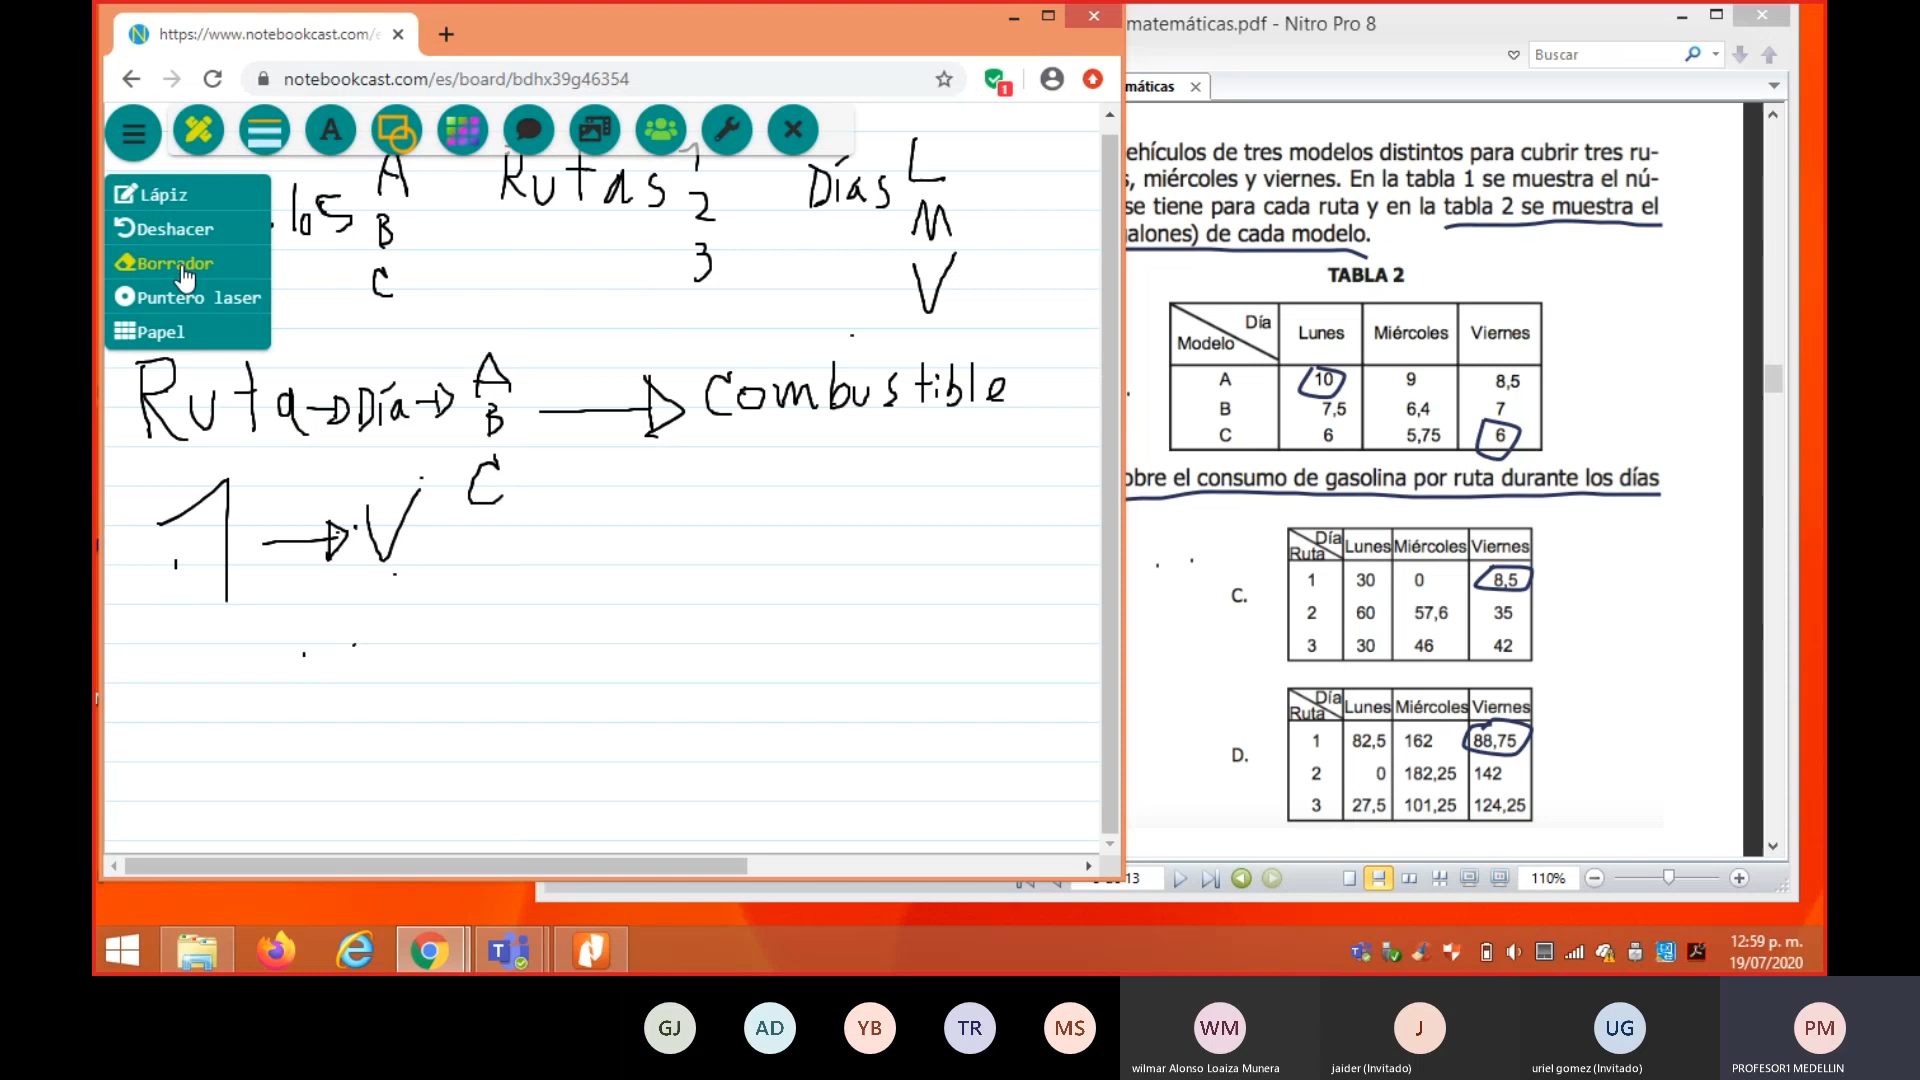 https://www.notebookcast.com/e
notebookcast.com/es/board/bdhx39g46354
1
A
Lápiz
Deshacer
Borrador
Puntero laser
Papel
los
A
B
C
Rutas
1
2
3
Días
L
M
V
Ruta → Día → A
B
C
→ Combustible
1 → V
matemáticas.pdf - Nitro Pro 8
Buscar
máticas
ehículos de tres modelos distintos para cubrir tres ru-
s, miércoles y viernes. En la tabla 1 se muestra el nú-
se tiene para cada ruta y en la tabla 2 se muestra el
alones) de cada modelo.
TABLA 2
Día Modelo Lunes Miércoles Viernes
A 10 9 8,5
B 7,5 6,4 7
C 6 5,75 6
obre el consumo de gasolina por ruta durante los días
C.
Día Ruta Lunes Miércoles Viernes
1 30 0 8,5
2 60 57,6 35
3 30 46 42
D.
Día Ruta Lunes Miércoles Viernes
1 82,5 162 88,75
2 0 182,25 142
3 27,5 101,25 124,25
13
110%
12:59 p. m.
19/07/2020
GJ AD YB TR MS WM J UG PM
wilmar Alonso Loaiza Munera
jaider (Invitado)
uriel gomez (Invitado)
PROFESOR1 MEDELLIN